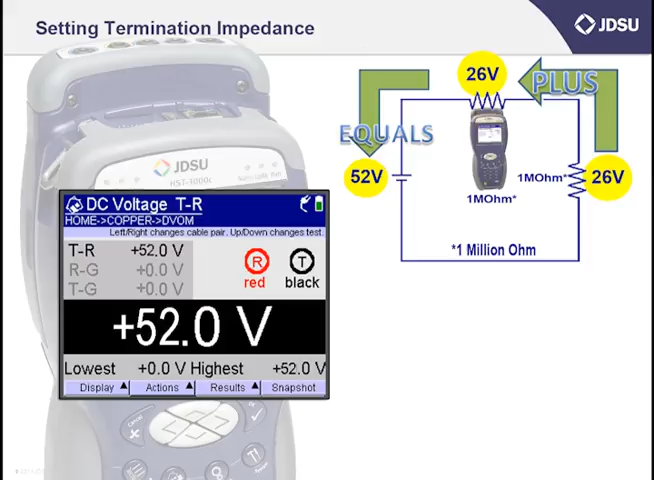 Setting Termination Impedance
JDSU
26V
PLUS
EQUALS
52V
1MOhm*
26V
1MOhm*
*1 Million Ohm
JDSU
HST-3000c
DC Voltage T-R
HOME->COPPER->DVOM
Left/Right changes cable pair. Up/Down changes test.
T-R +52.0 V
R-G +0.0 V
T-G +0.0 V
R T
red black
+52.0 V
Lowest +0.0 V Highest +52.0 V
Display Actions Results Snapshot